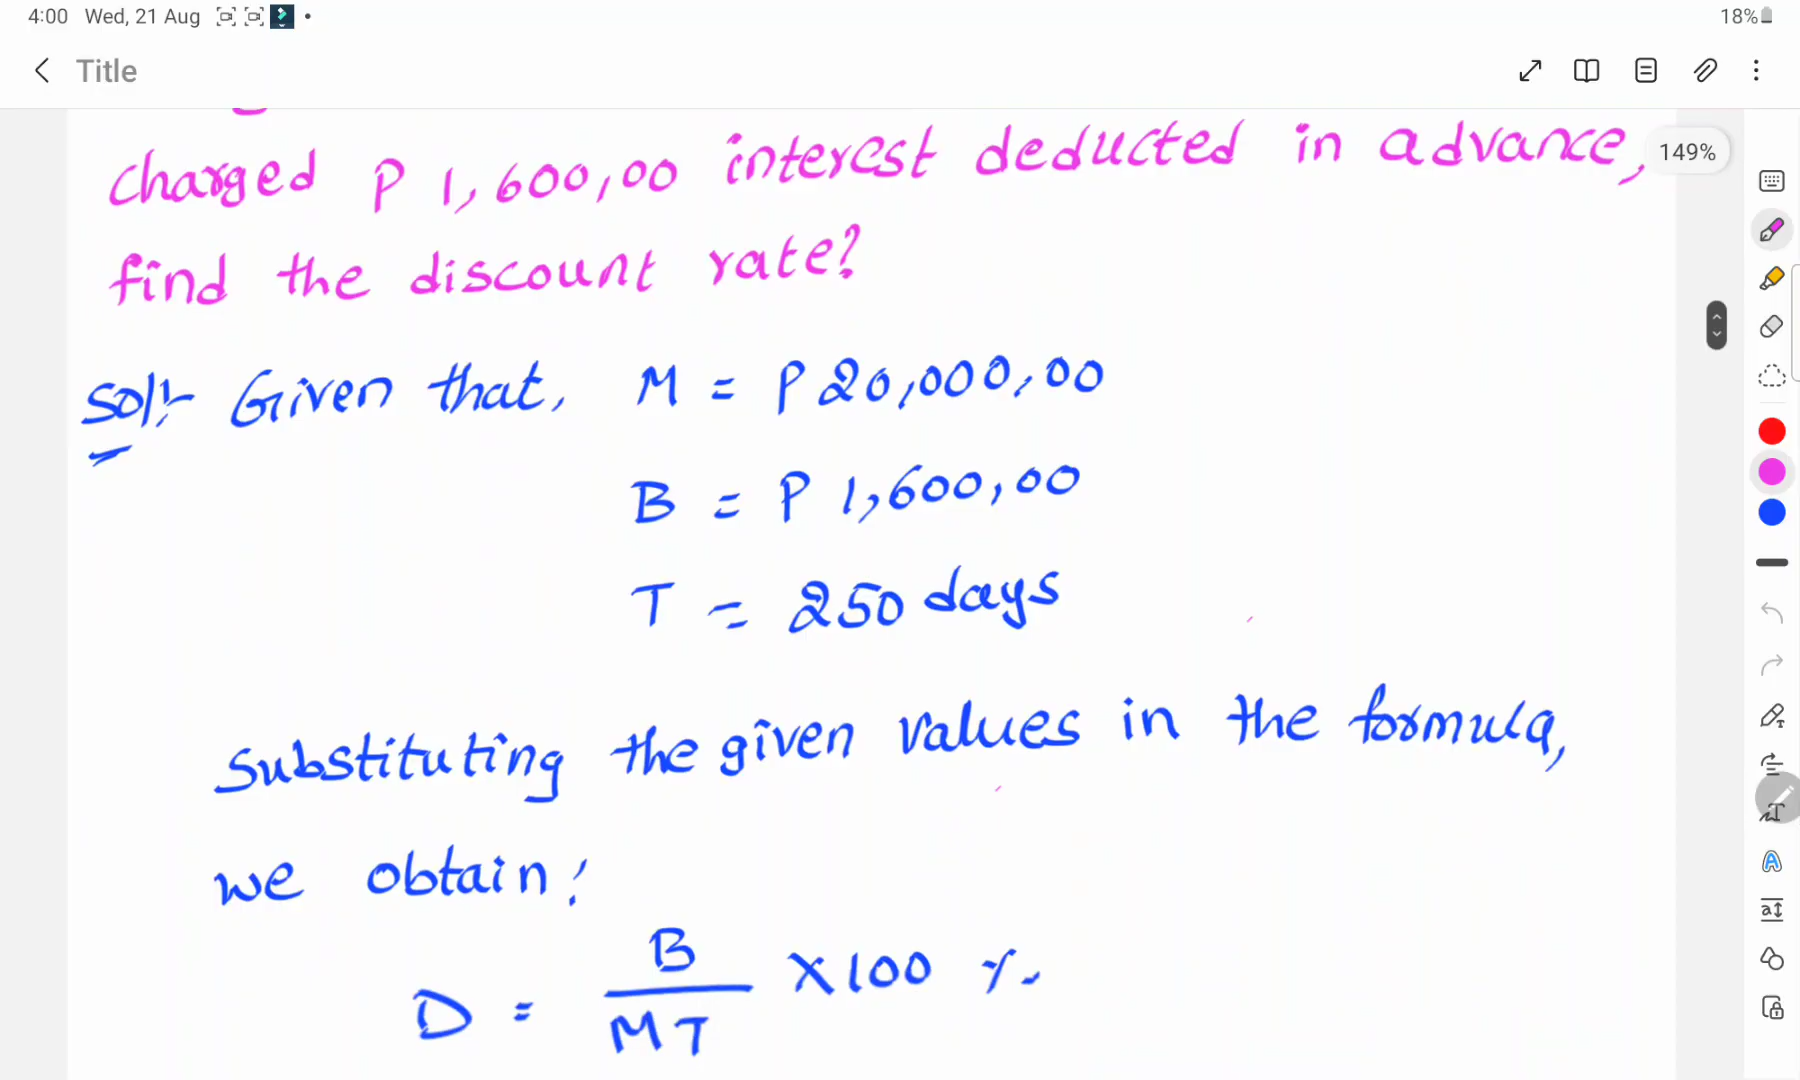 4:00 Wed, 21 Aug 18%
Title
charged P 1,600,00 interest deducted in advance,
149%
find the discount rate?
Sol:- Given that, M = P 20,000,00
B = P 1,600,00
T = 250 days
Substituting the given values in the formula,
we obtain:
D = B/MT ×100 %